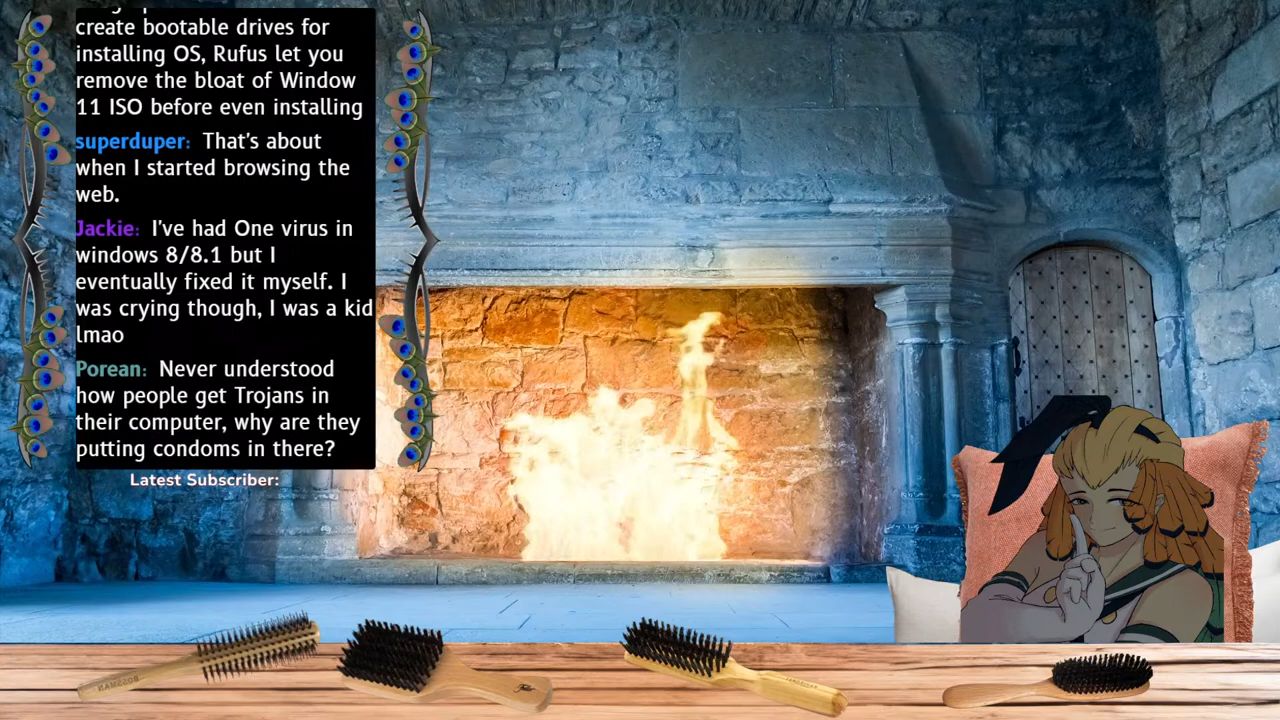 create bootable drives for
installing OS, Rufus let you
remove the bloat of Window
11 ISO before even installing
superduper: That's about
when I started browsing the
web.
Jackie: I've had One virus in
windows 8/8.1 but I
eventually fixed it myself. I
was crying though, I was a kid
lmao
Porean: Never understood
how people get Trojans in
their computer, why are they
putting condoms in there?
Latest Subscriber: